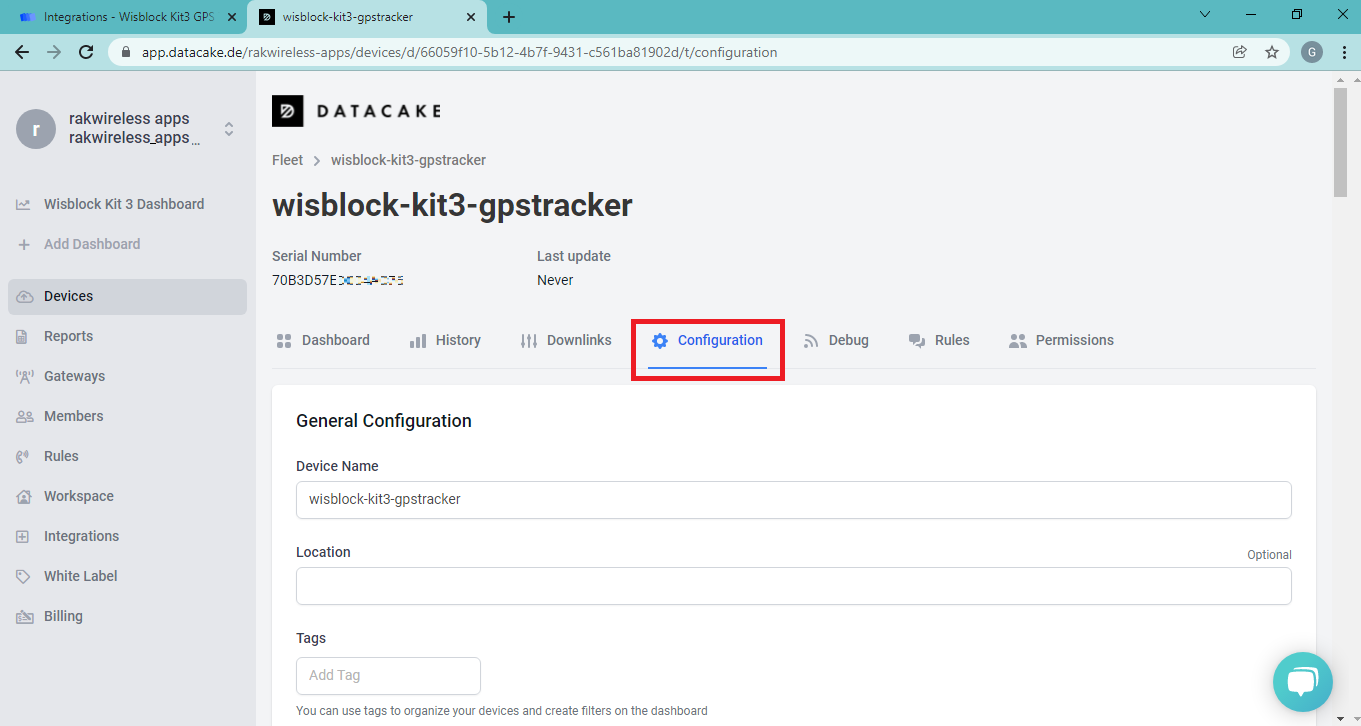 Integrations - Wisblock Kit3 GPS
wisblock-kit3-gpstracker
app.datacake.de/rakwireless-apps/devices/d/66059f10-5b12-4b7f-9431-c561ba81902d/t/configuration
G
r
rakwireless apps
rakwireless_apps_...
Wisblock Kit 3 Dashboard
Add Dashboard
Devices
Reports
Gateways
Members
Rules
Workspace
Integrations
White Label
Billing
DATACAKE
Fleet > wisblock-kit3-gpstracker
wisblock-kit3-gpstracker
Serial Number
70B3D57E
Last update
Never
Dashboard
History
Downlinks
Configuration
Debug
Rules
Permissions
General Configuration
Device Name
wisblock-kit3-gpstracker
Location
Optional
Tags
Add Tag
You can use tags to organize your devices and create filters on the dashboard